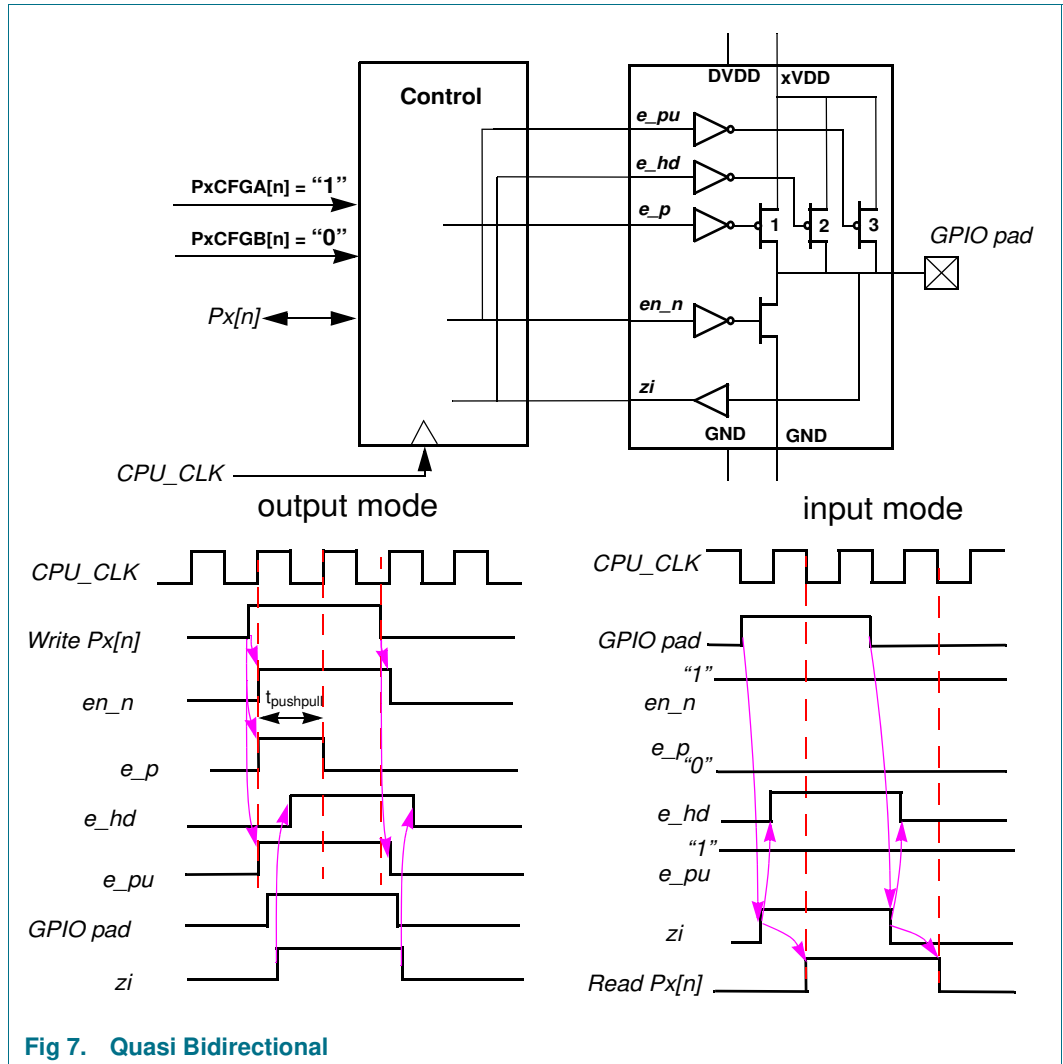 DVDD
xVDD
Control
e_pu
e_hd
PxCFGA[n] = “1”
e_p
PxCFGB[n] = “0”
1
2
3
GPIO pad
Px[n]
en_n
zi
GND
GND
CPU_CLK
output mode
CPU_CLK
Write Px[n]
en_n
tpushpull
e_p
e_hd
e_pu
GPIO pad
zi
input mode
CPU_CLK
GPIO pad
“1”
en_n
e_p
“0”
e_hd
“1”
e_pu
zi
Read Px[n]
Fig 7. Quasi Bidirectional